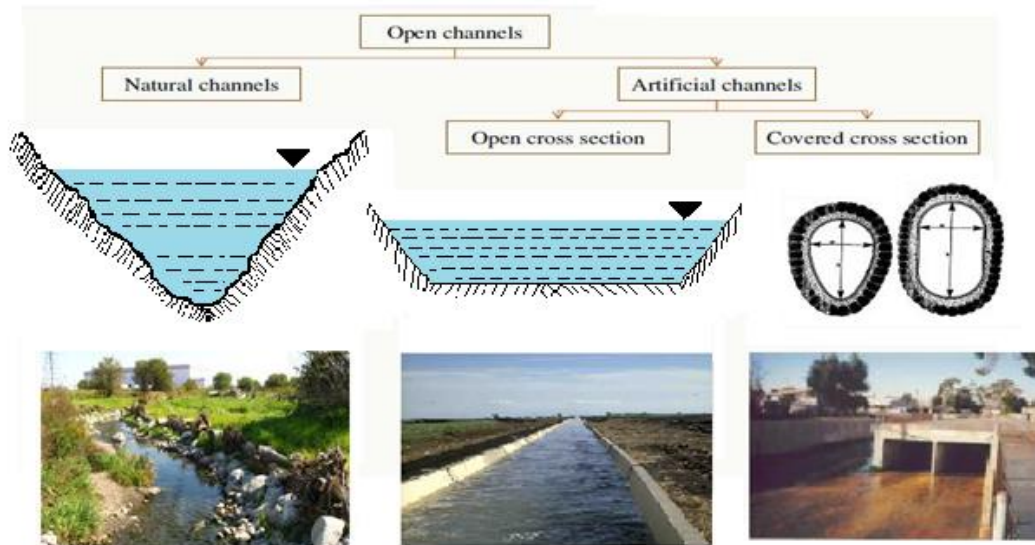 Open channels
Natural channels
Artificial channels
Open cross section
Covered cross section